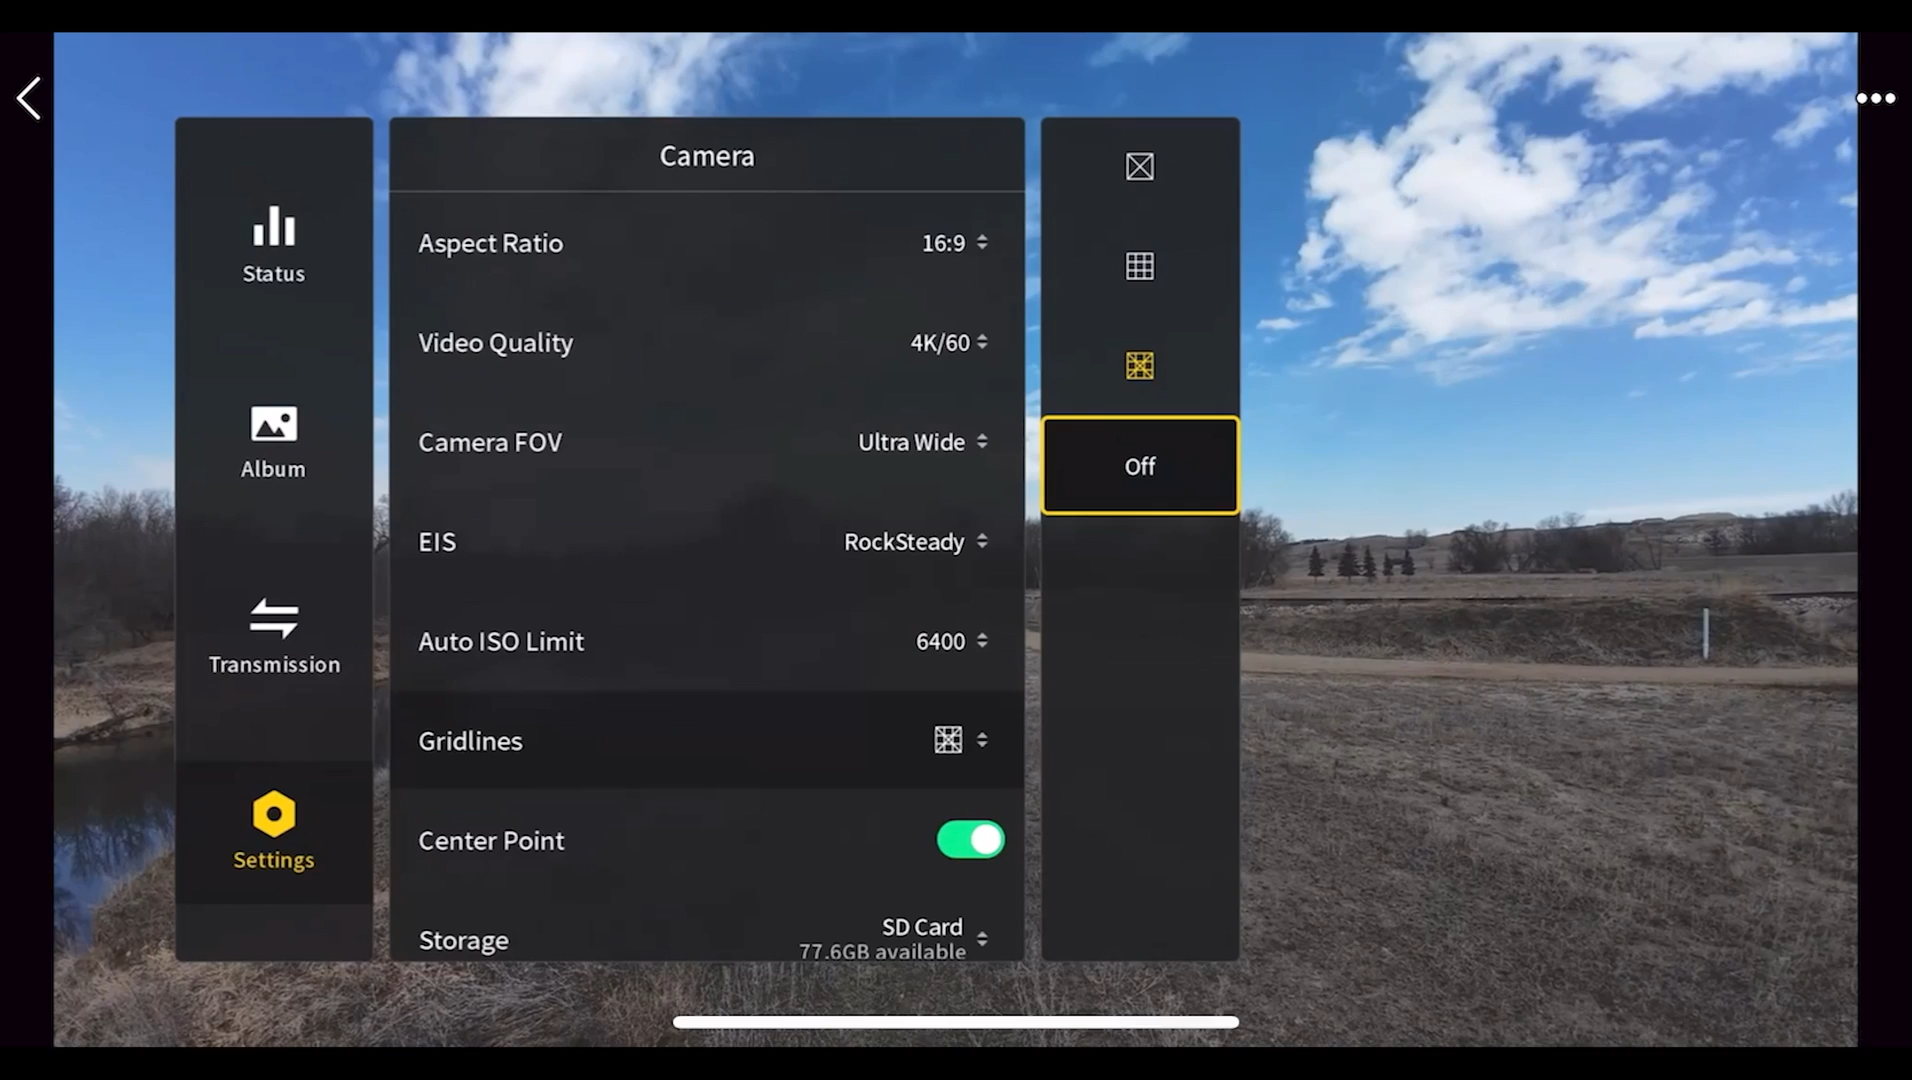 Status
Album
Transmission
Settings
Camera
Aspect Ratio 16:9
Video Quality 4K/60
Camera FOV Ultra Wide
EIS RockSteady
Auto ISO Limit 6400
Gridlines
Center Point
Storage SD Card
77.6GB available
Off